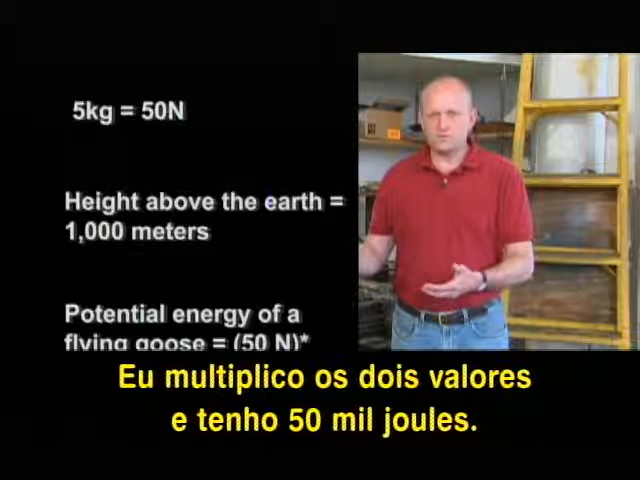 5kg = 50N
Height above the earth =
1,000 meters
Potential energy of a
flying goose = (50 N)*
Eu multiplico os dois valores
e tenho 50 mil joules.